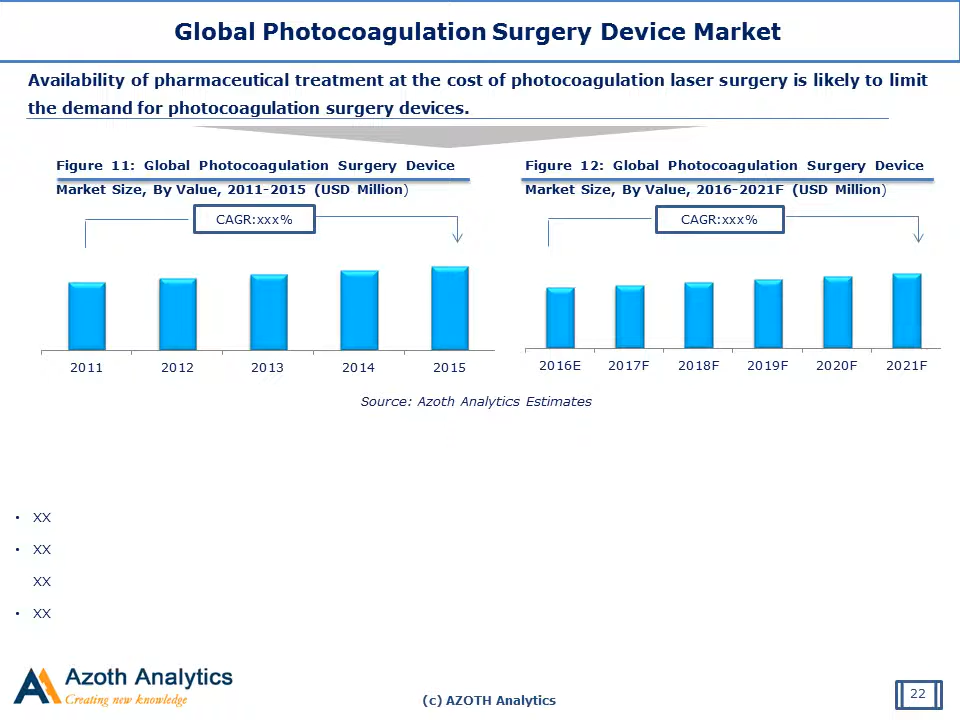 Global Photocoagulation Surgery Device Market
Availability of pharmaceutical treatment at the cost of photocoagulation laser surgery is likely to limit
the demand for photocoagulation surgery devices.
Figure 11: Global Photocoagulation Surgery Device
Market Size, By Value, 2011-2015 (USD Million)
CAGR:xxx%
2011 2012 2013 2014 2015
Figure 12: Global Photocoagulation Surgery Device
Market Size, By Value, 2016-2021F (USD Million)
CAGR:xxx%
2016E 2017F 2018F 2019F 2020F 2021F
Source: Azoth Analytics Estimates
• XX
• XX
XX
• XX
Azoth Analytics
Creating new knowledge
(c) AZOTH Analytics
22